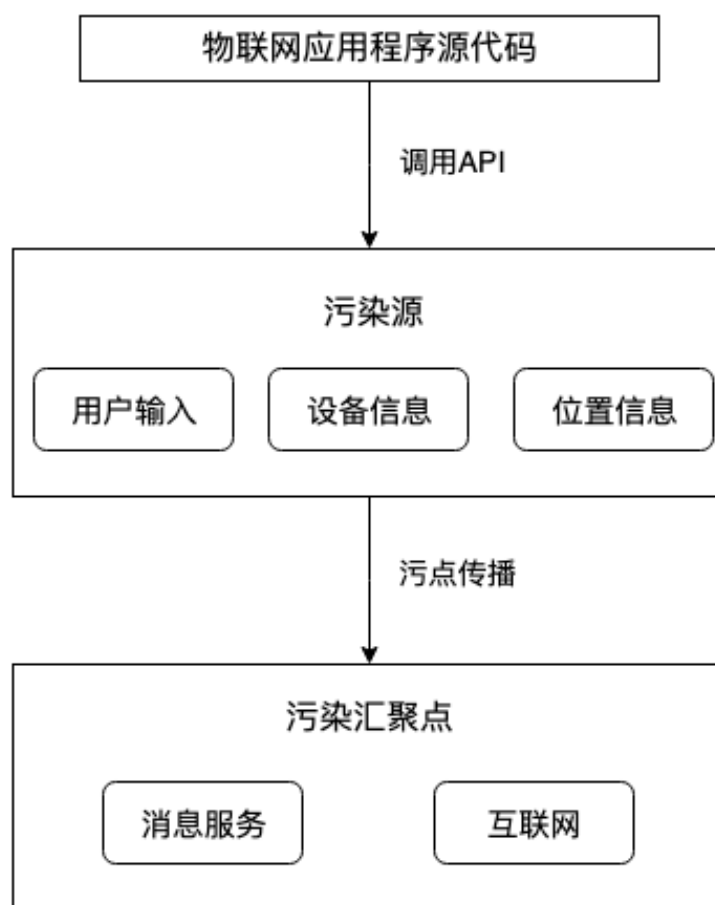 物联网应用程序源代码
调用API
污染源
用户输入
设备信息
位置信息
污点传播
污染汇聚点
消息服务
互联网